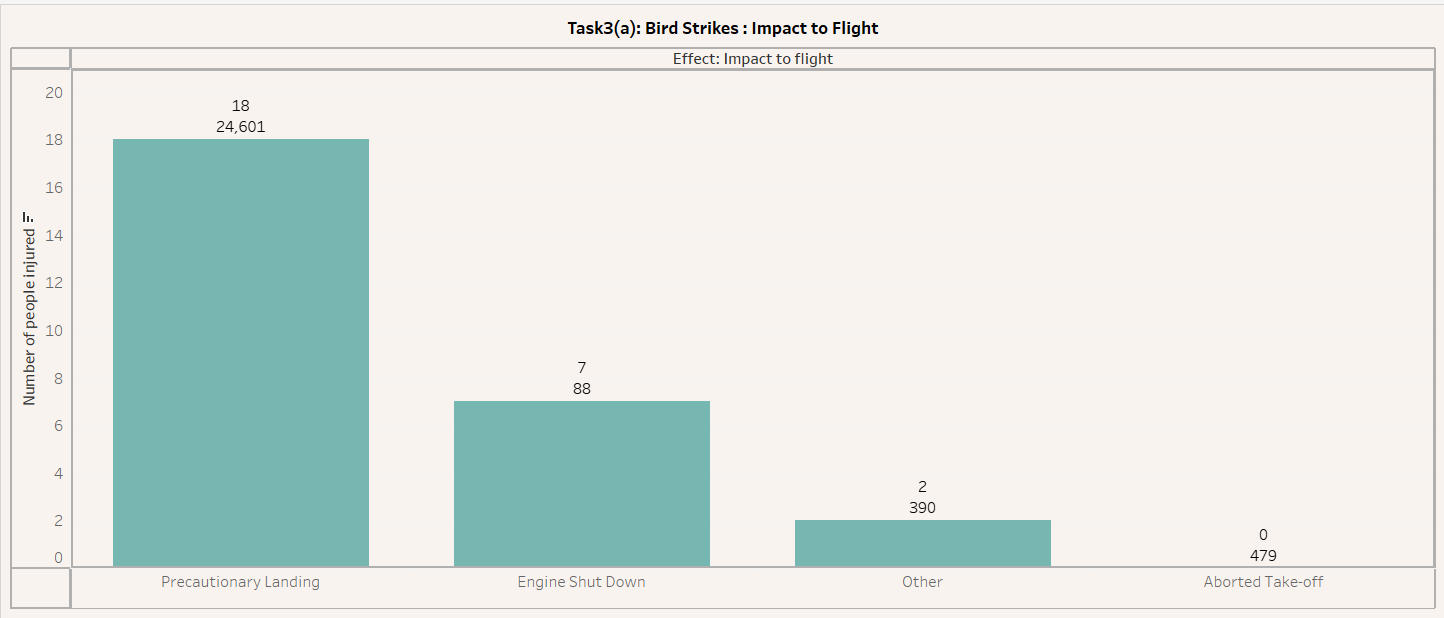 Task3(a): Bird Strikes : Impact to Flight
Effect: Impact to flight
Number of people injured
20
18
16
14
12
10
8
6
4
2
0
18
24,601
7
88
2
390
0
479
Precautionary Landing
Engine Shut Down
Other
Aborted Take-off